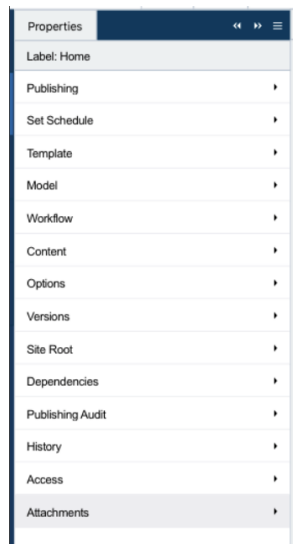 Properties
Label: Home
Publishing
Set Schedule
Template
Model
Workflow
Content
Options
Versions
Site Root
Dependencies
Publishing Audit
History
Access
Attachments